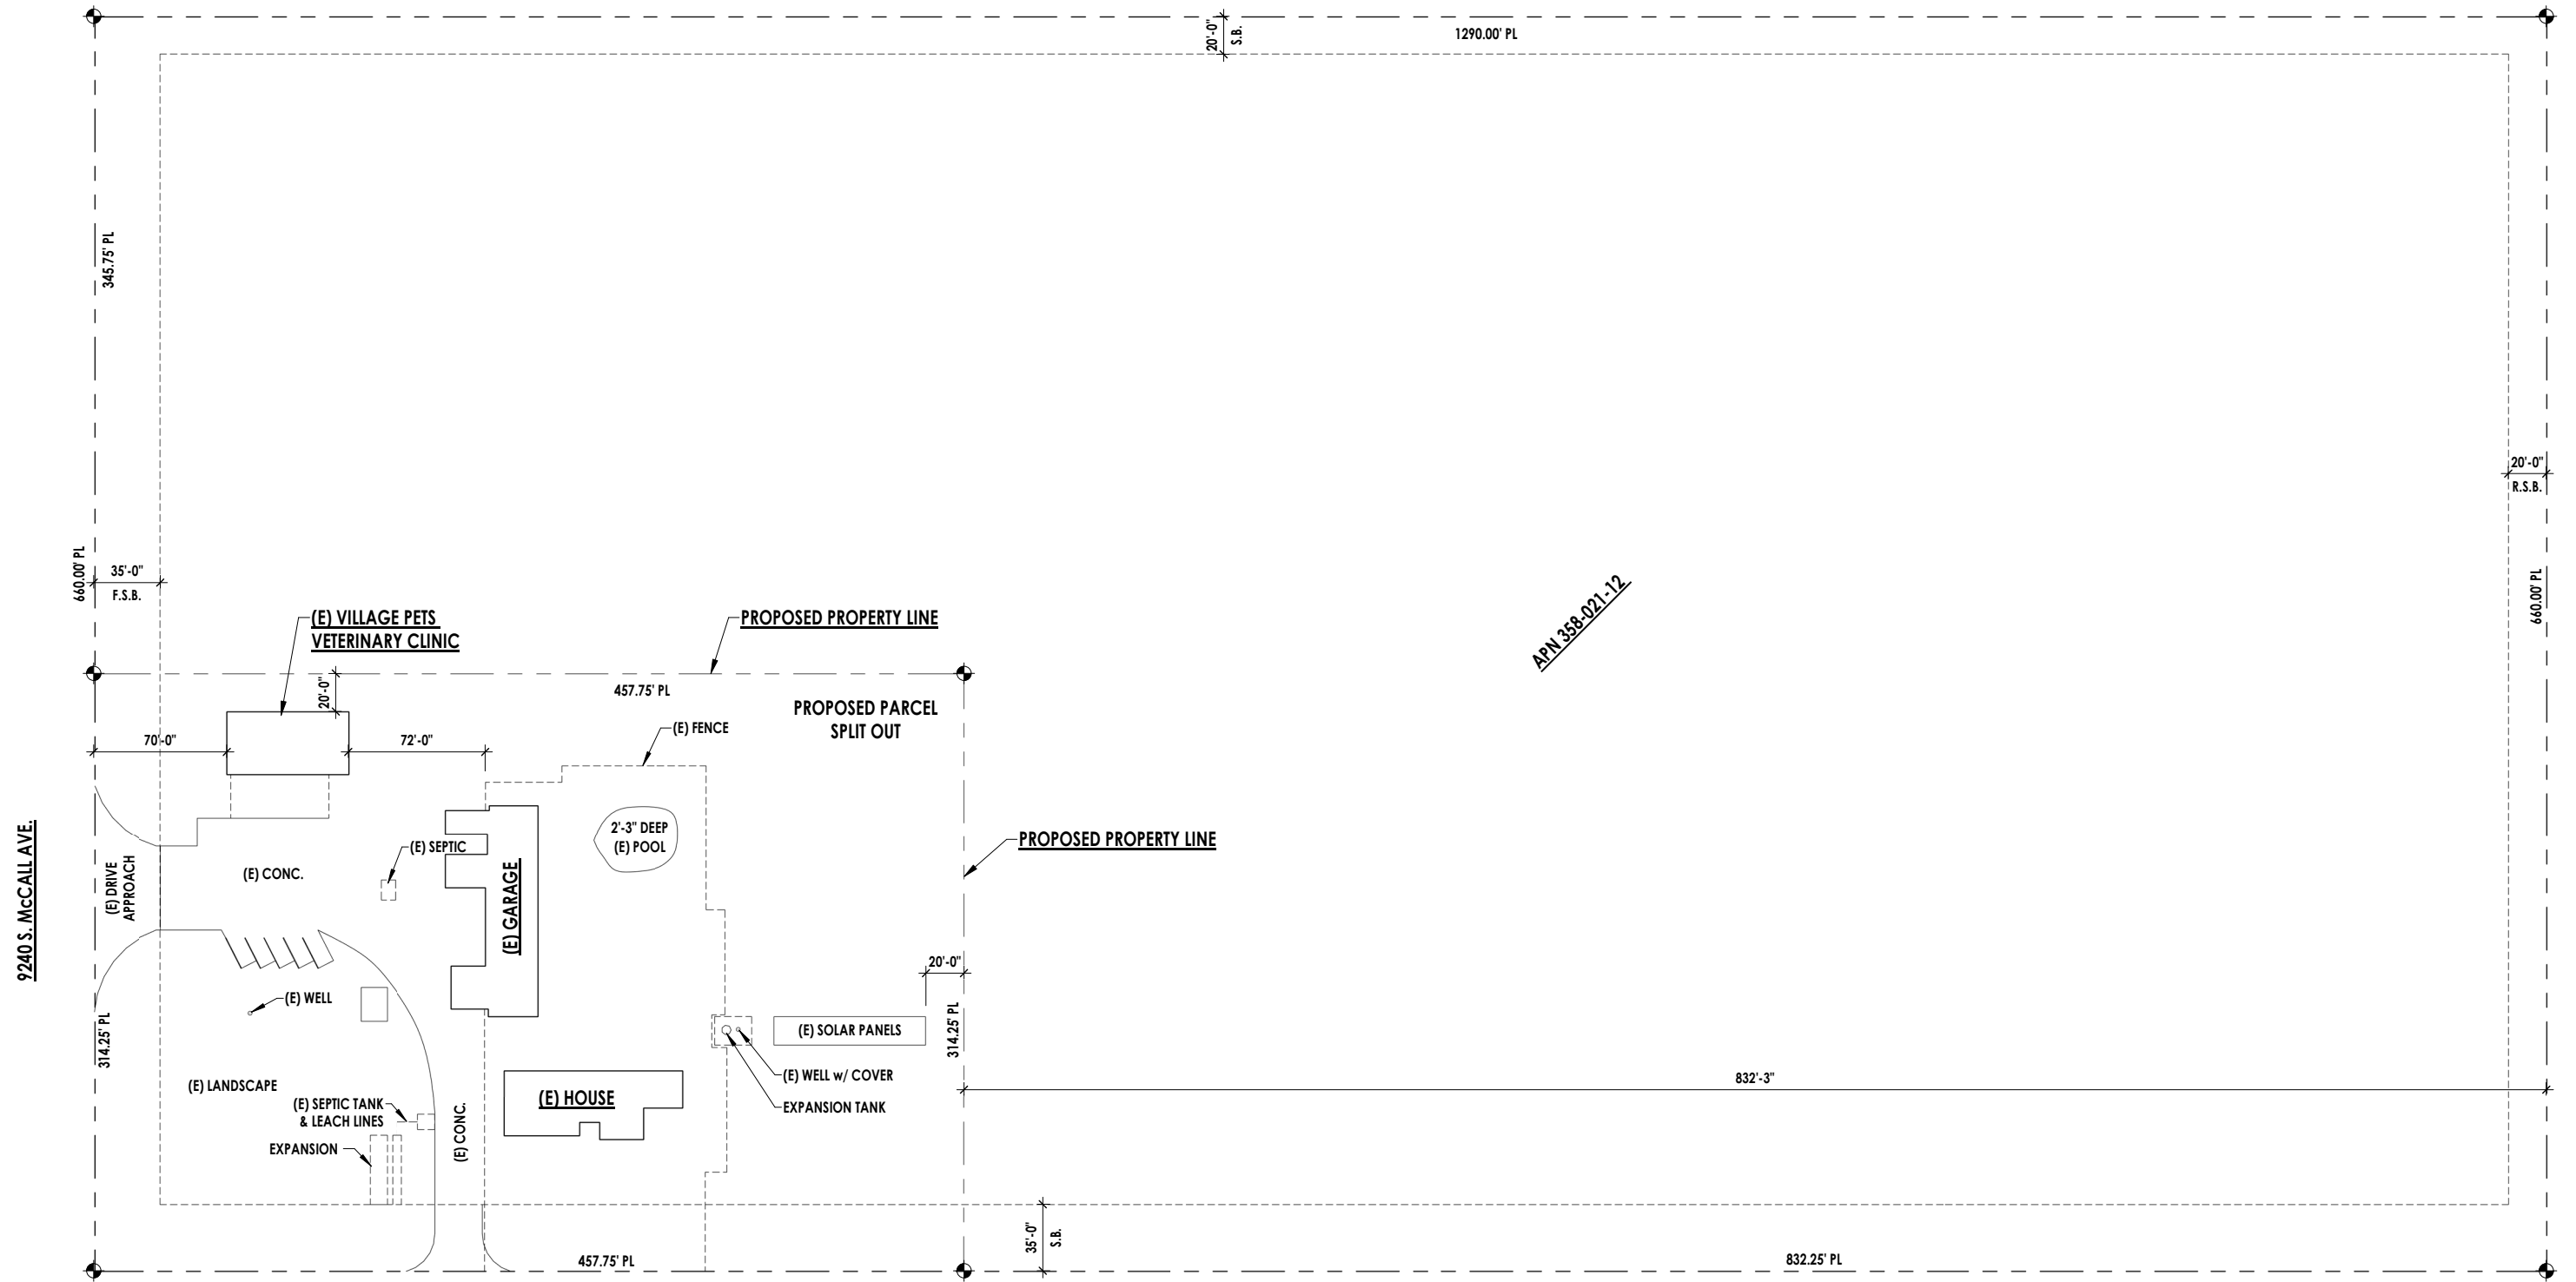 20'-0"
S.B.
1290.00' PL
345.75' PL
20'-0"
R.S.B.
660.00' PL
35'-0"
F.S.B.
660.00' PL
APN 358-021-12
(E) VILLAGE PETS
VETERINARY CLINIC
PROPOSED PROPERTY LINE
20'-0"
457.75' PL
PROPOSED PARCEL
SPLIT OUT
(E) FENCE
70'-0"
72'-0"
2'-3" DEEP
(E) POOL
PROPOSED PROPERTY LINE
(E) SEPTIC
(E) CONC.
(E) DRIVE
APPROACH
(E) GARAGE
9240 S. McCALL AVE.
20'-0"
(E) WELL
314.25' PL
(E) SOLAR PANELS
314.25' PL
(E) WELL w/ COVER
832'-3"
(E) LANDSCAPE
(E) HOUSE
(E) SEPTIC TANK
& LEACH LINES
EXPANSION TANK
(E) CONC.
EXPANSION
35'-0"
S.B.
457.75' PL
832.25' PL